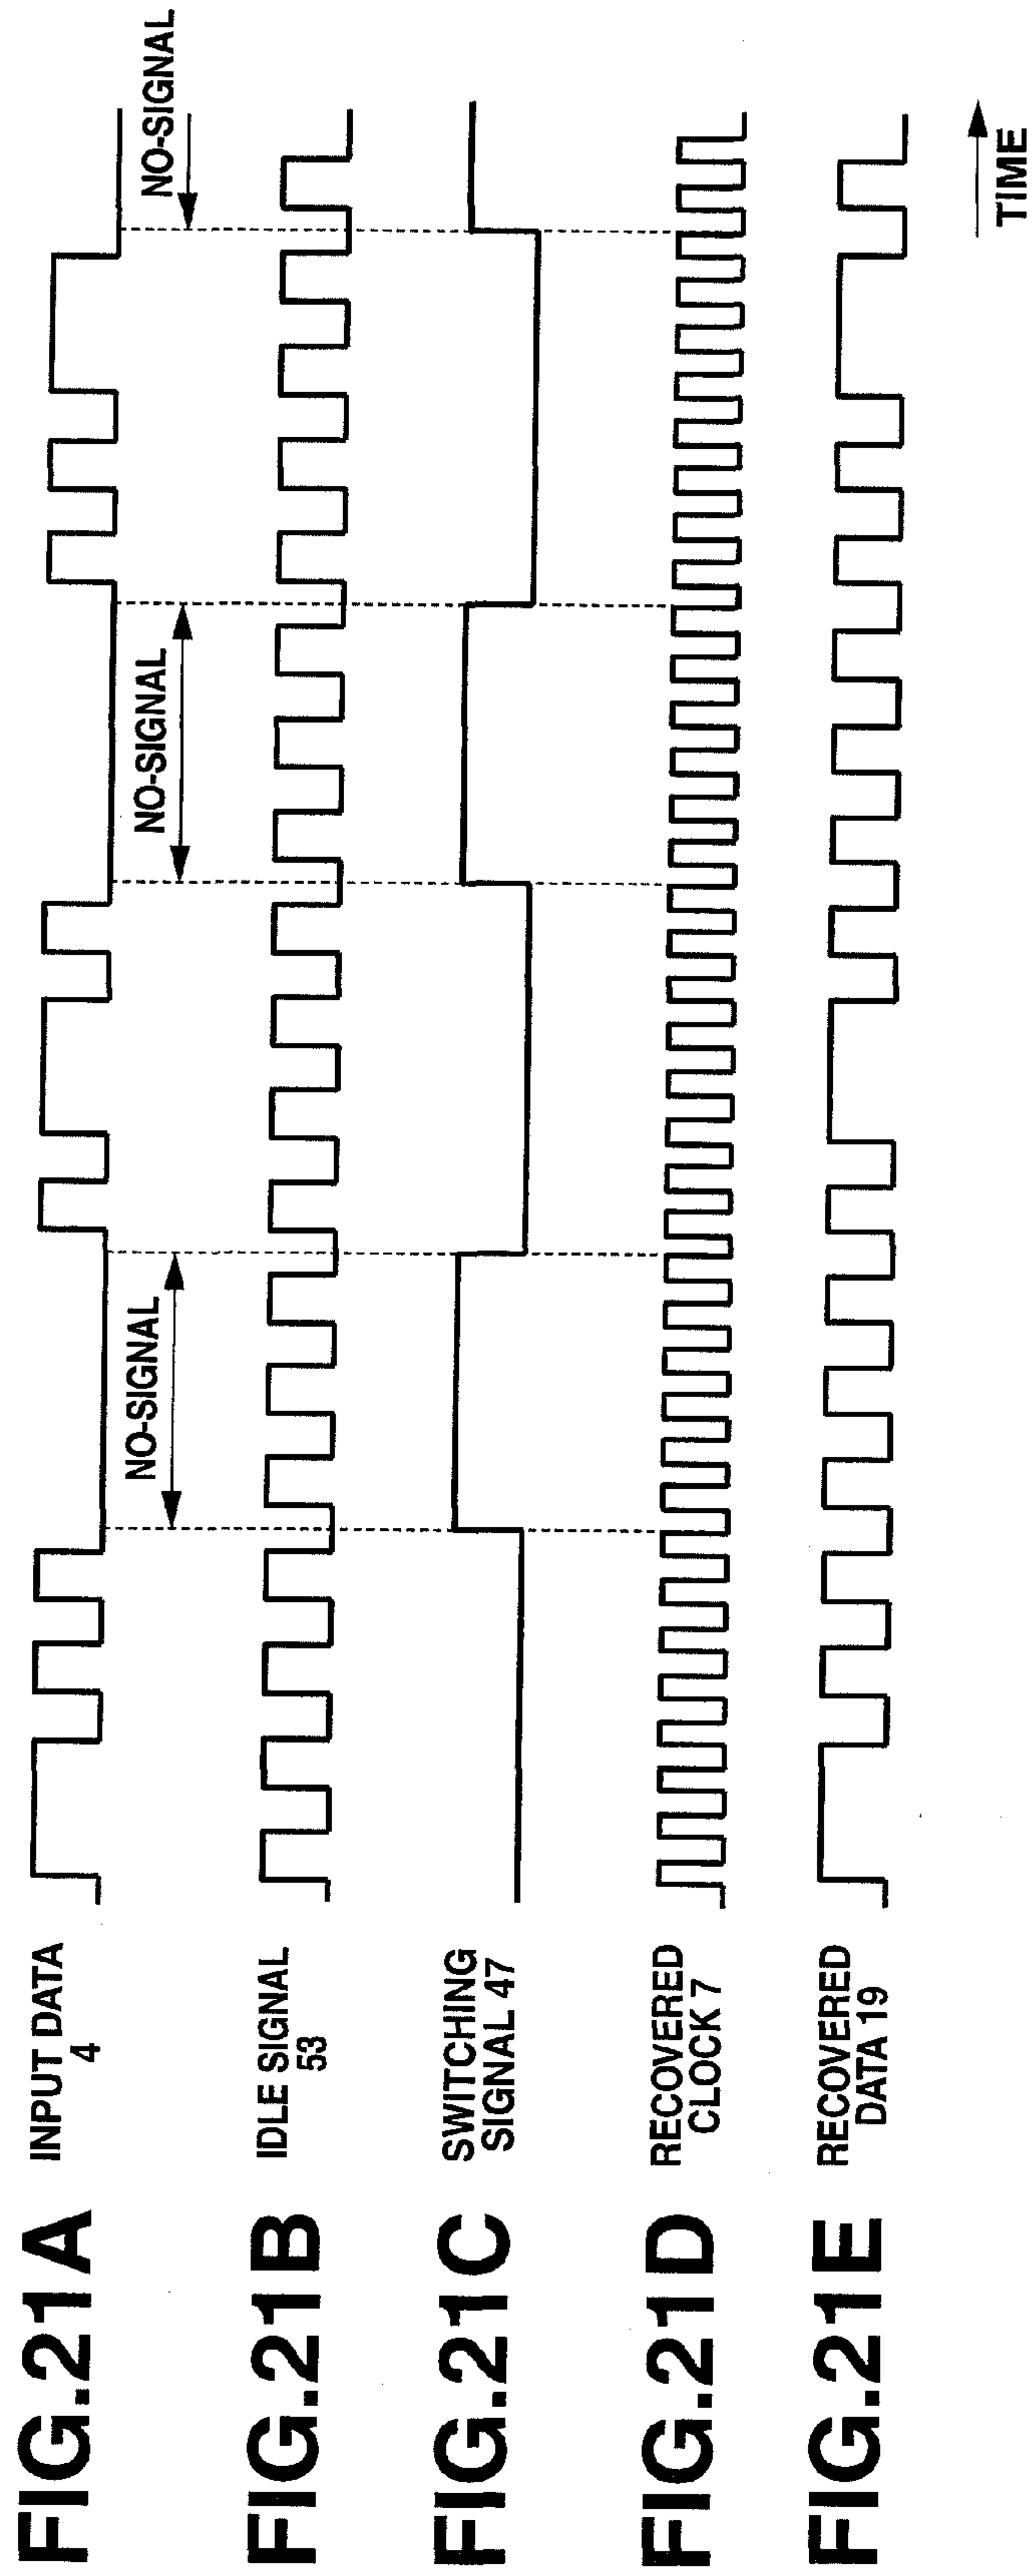 FIG.21A
INPUT DATA
4
NO-SIGNAL
NO-SIGNAL
NO-SIGNAL
FIG.21B
IDLE SIGNAL
53
FIG.21C
SWITCHING
SIGNAL 47
FIG.21D
RECOVERED
CLOCK 7
FIG.21E
RECOVERED
DATA 19
TIME